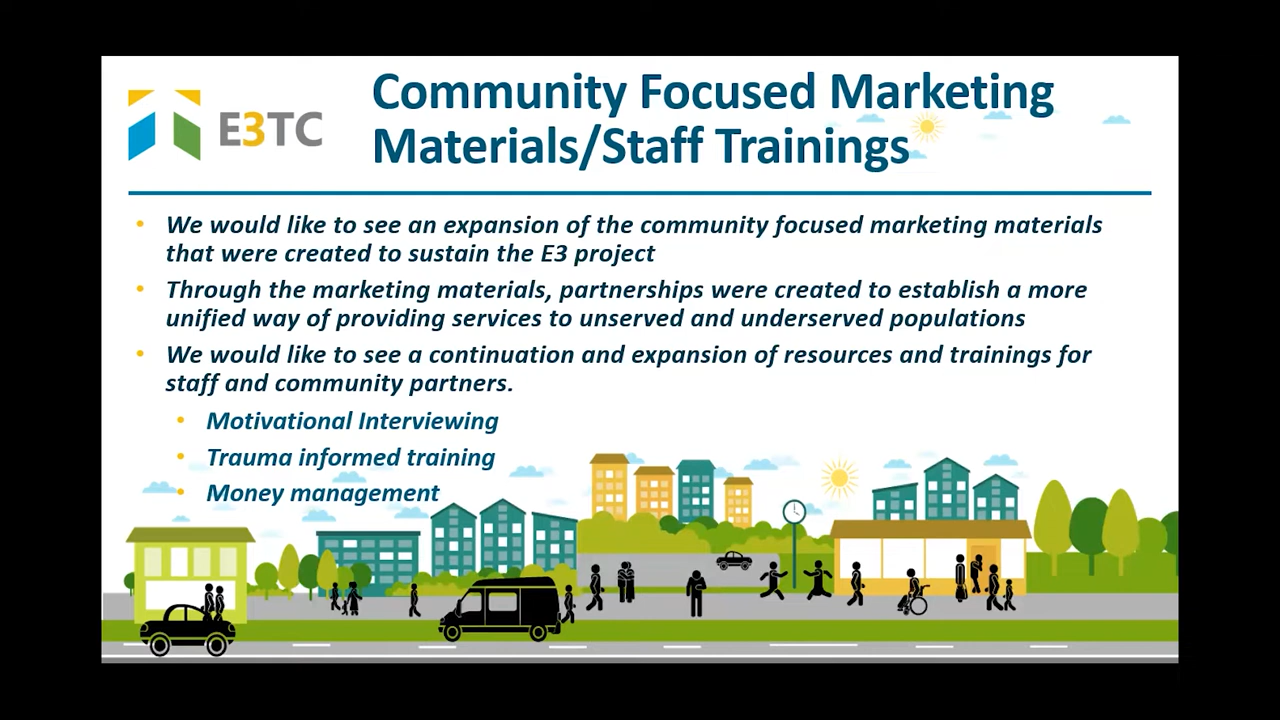 E3TC
Community Focused Marketing
Materials/Staff Trainings
• We would like to see an expansion of the community focused marketing materials
that were created to sustain the E3 project
• Through the marketing materials, partnerships were created to establish a more
unified way of providing services to unserved and underserved populations
• We would like to see a continuation and expansion of resources and trainings for
staff and community partners.
• Motivational Interviewing
• Trauma informed training
• Money management